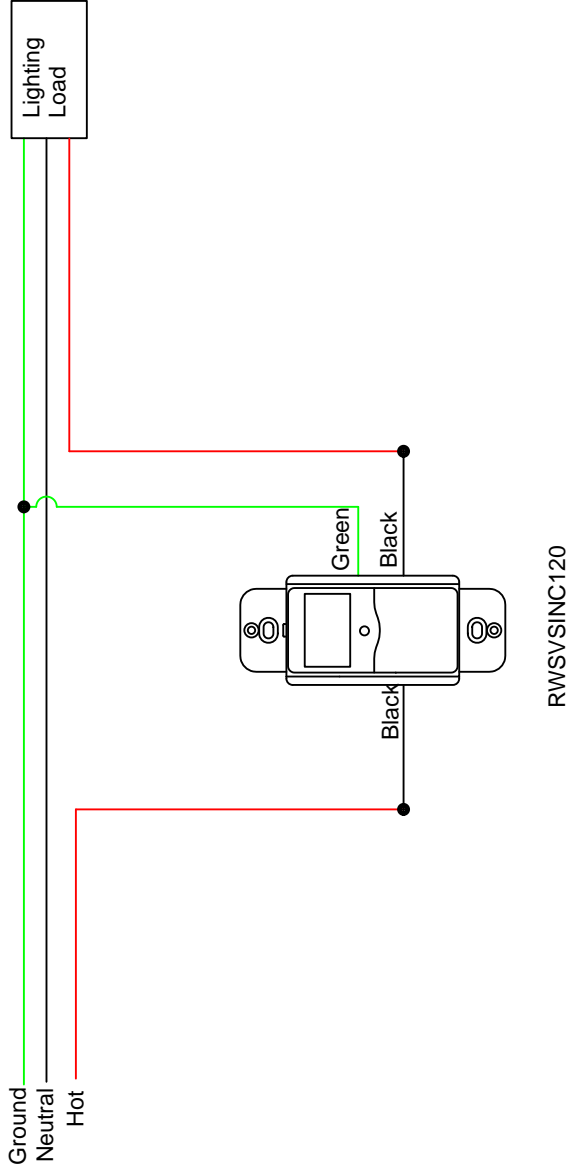 Lighting
Load
Green
Black
Black
Ground
Neutral
Hot
RWSVSINC120